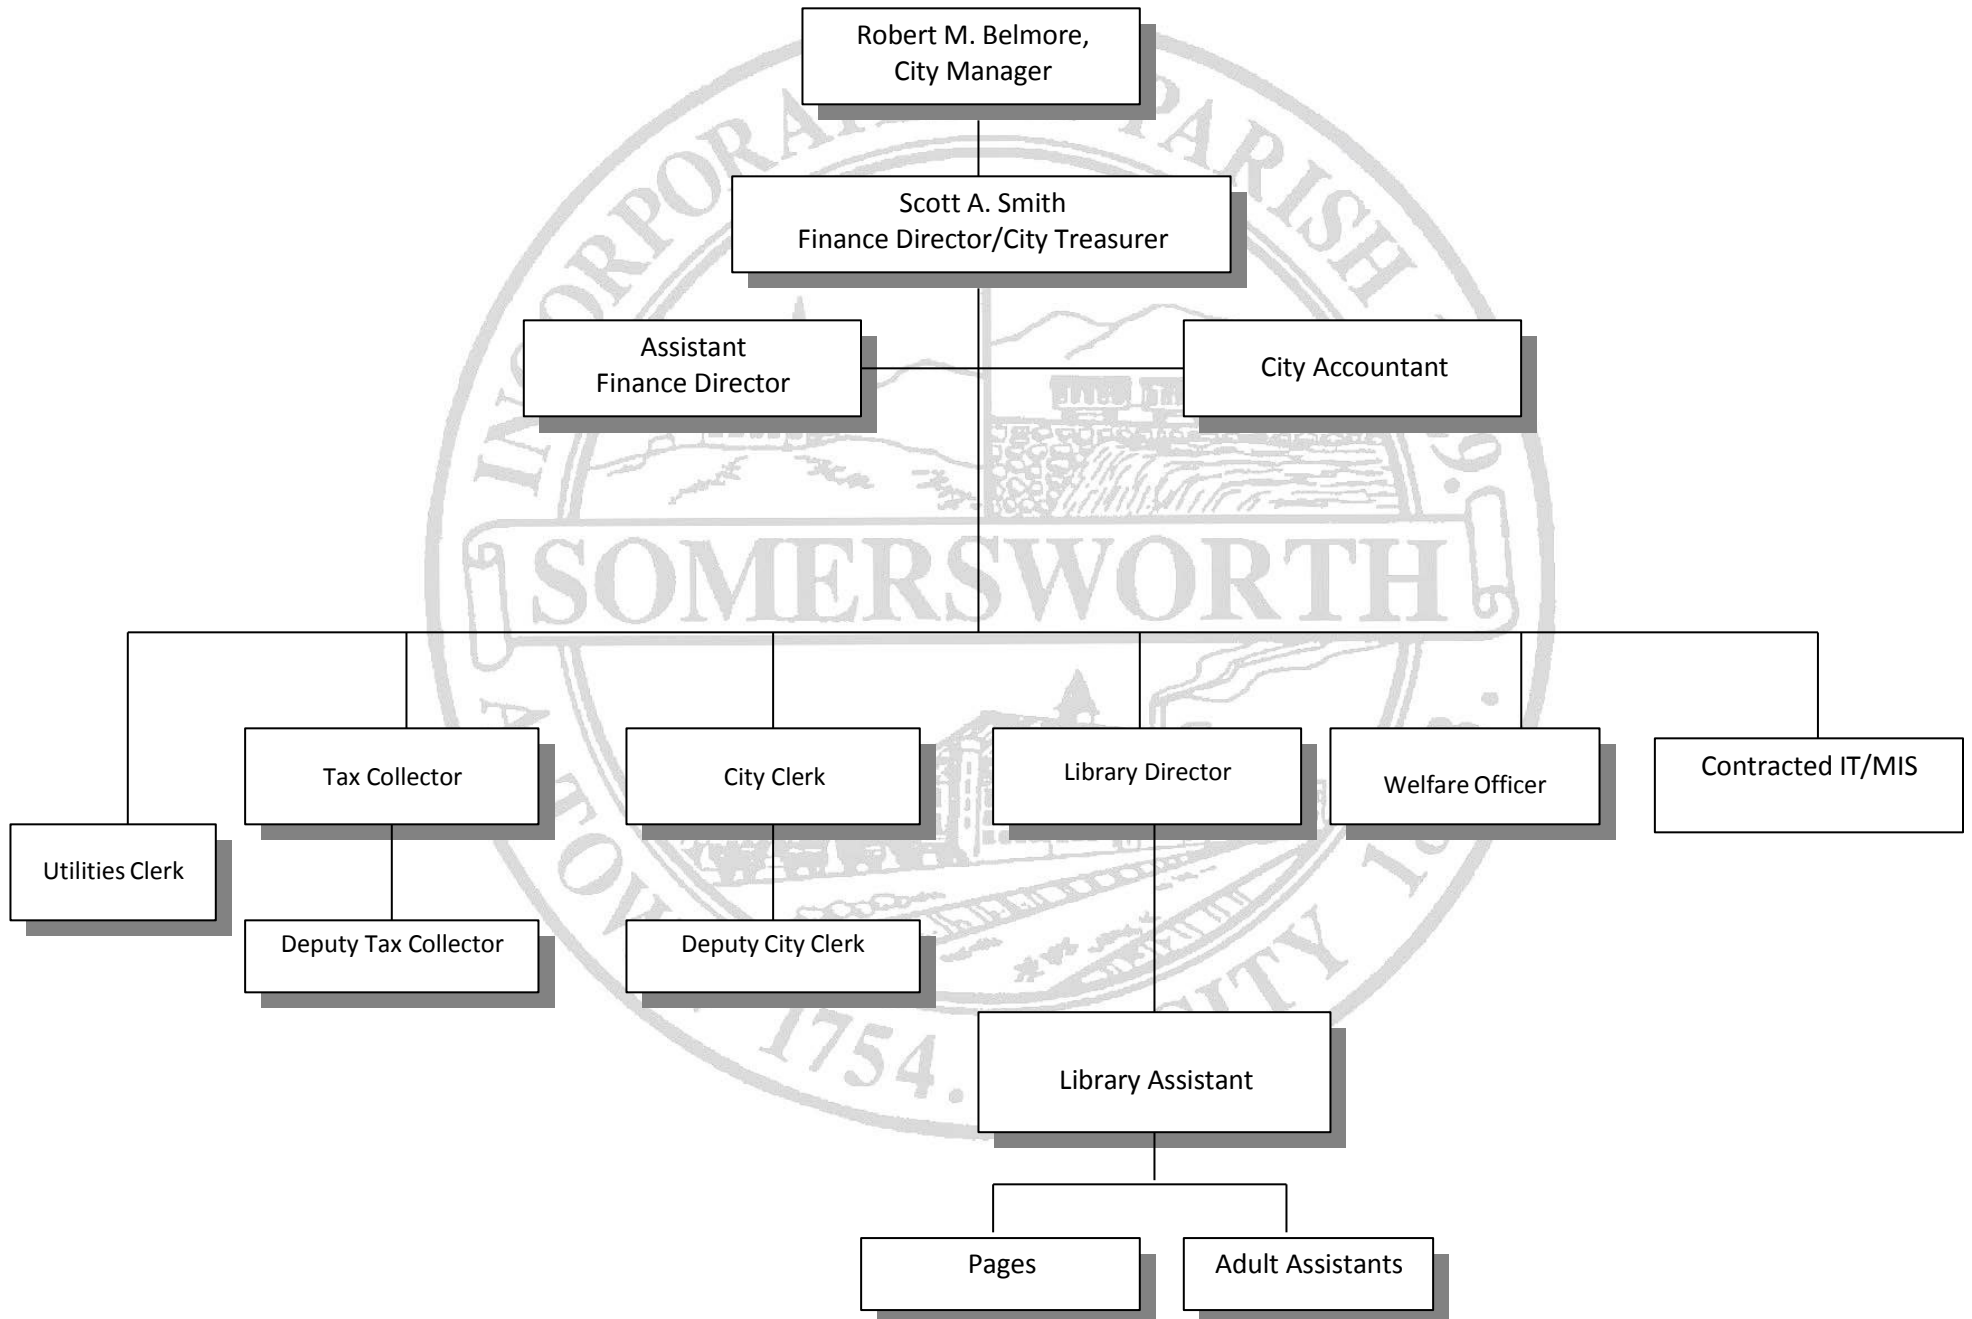 Robert M. Belmore,
City Manager
Scott A. Smith
Finance Director/City Treasurer
Assistant
Finance Director
City Accountant
SOMERSWORTH
Tax Collector
City Clerk
Library Director
Welfare Officer
Contracted IT/MIS
Utilities Clerk
Deputy Tax Collector
Deputy City Clerk
1754.
Library Assistant
Pages
Adult Assistants
PARISH